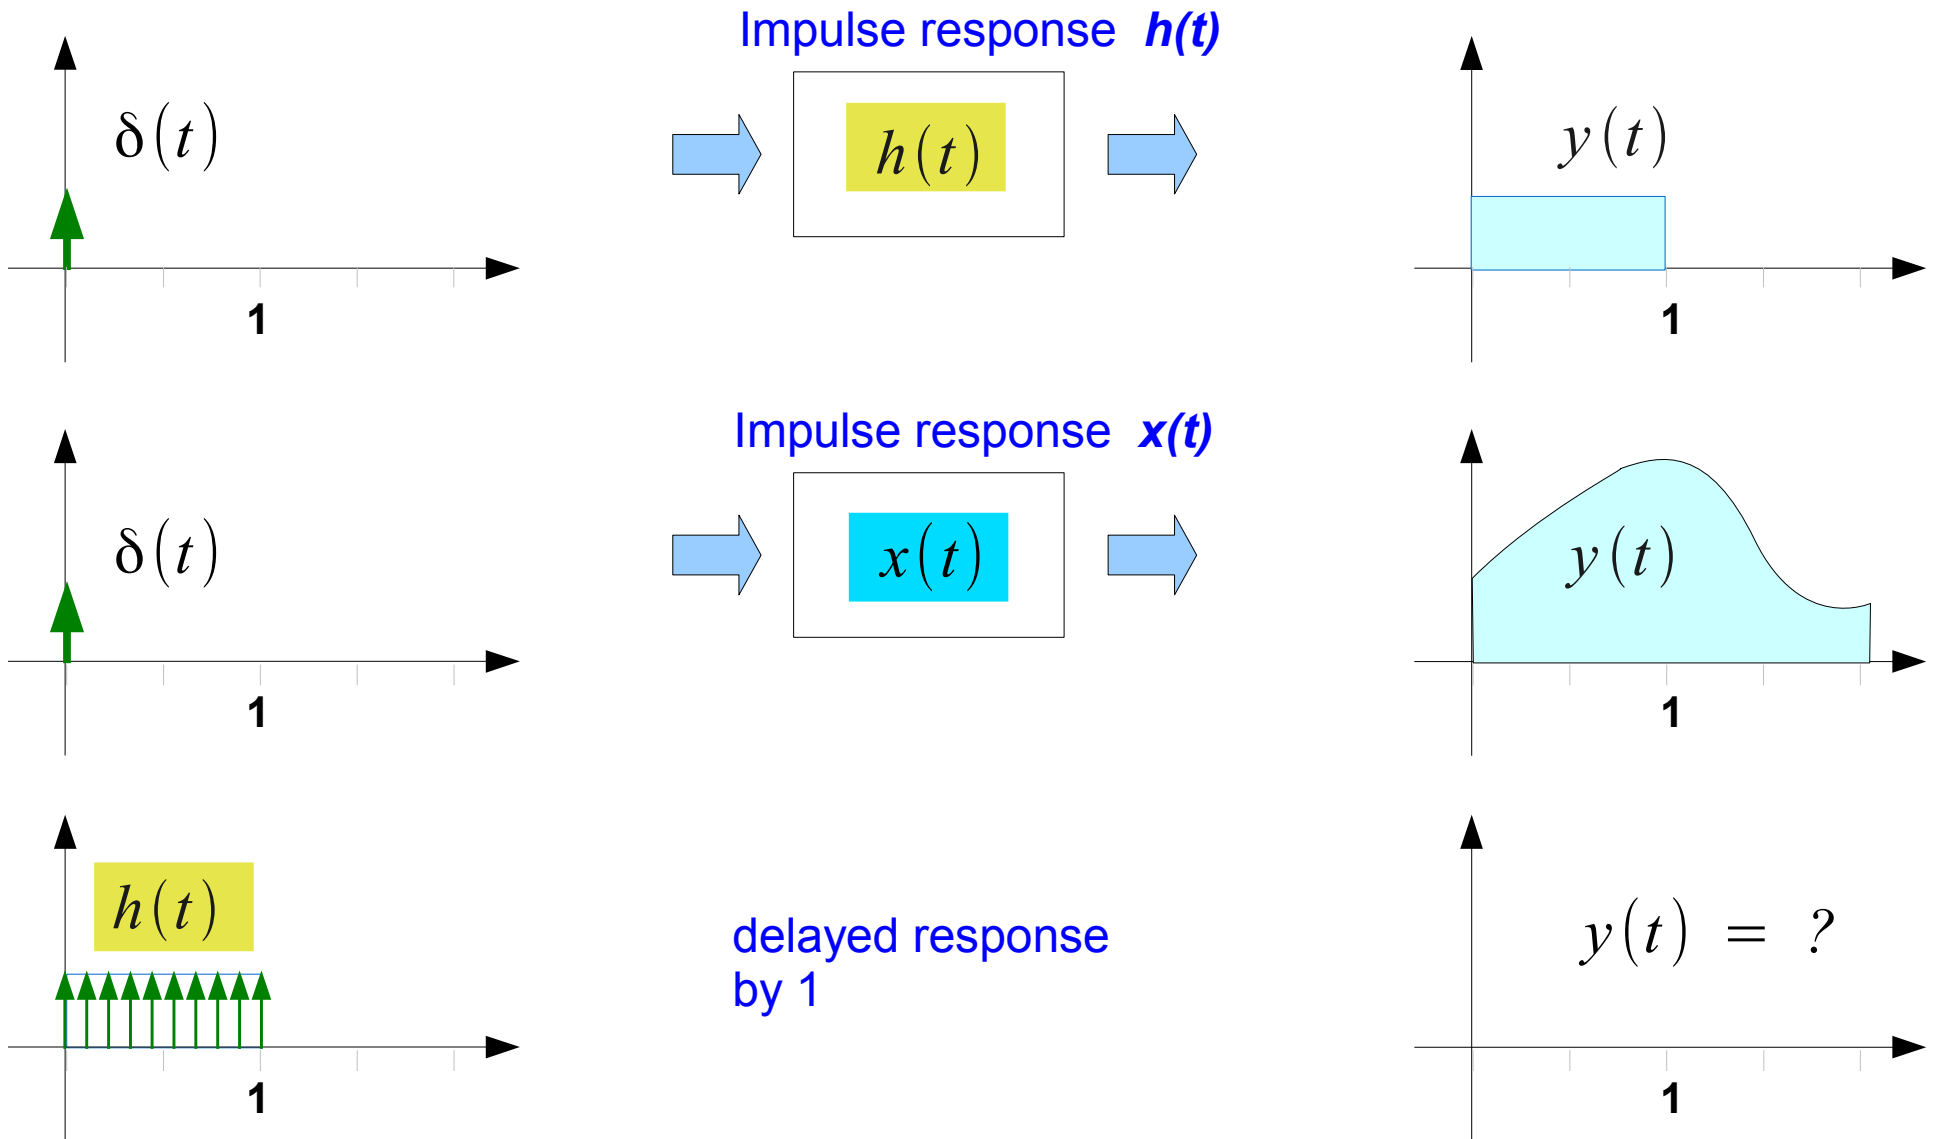 Impulse response h(t)
δ(t)
h(t)
y(t)
1
1
Impulse response x(t)
δ(t)
x(t)
y(t)
1
1
h(t)
delayed response
by 1
y(t) = ?
1
1